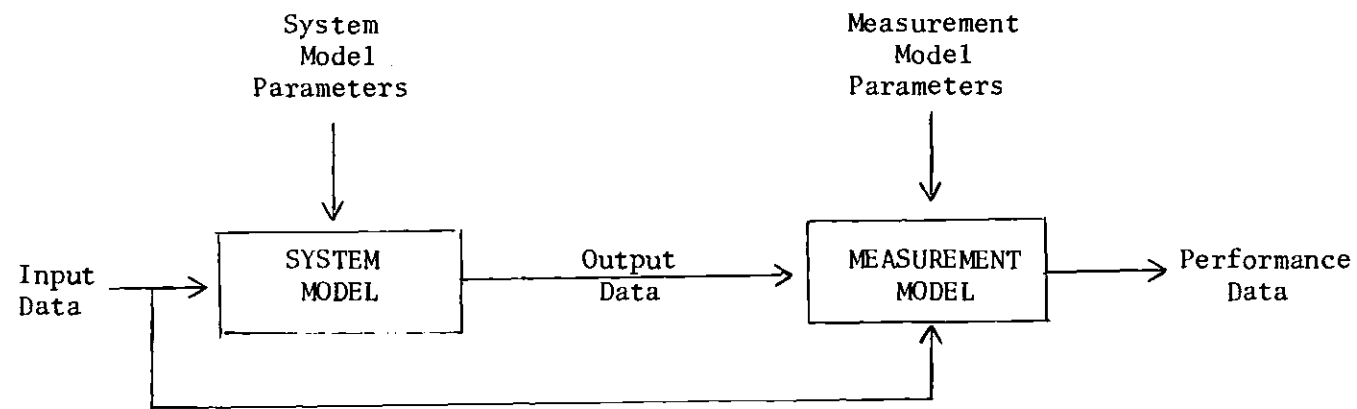 System
Model
Parameters
Measurement
Model
Parameters
Input
Data
SYSTEM
MODEL
Output
Data
MEASUREMENT
MODEL
Performance
Data